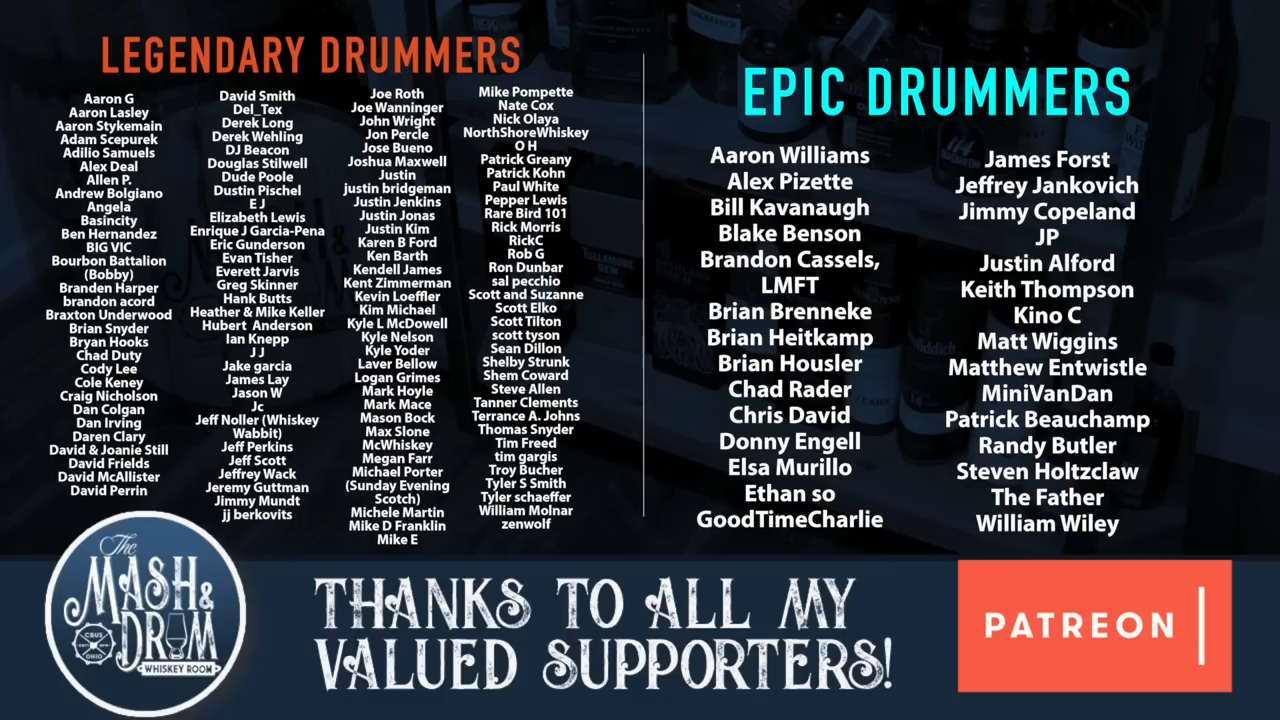 LEGENDARY DRUMMERS
Aaron G
Aaron Lasley
Aaron Stykemain
Adam Scepurek
Adilio Samuels
Alex Deal
Allen P.
Andrew Bolgiano
Angela
Basincity
Ben Hernandez
BIG VIC
Bourbon Battalion
(Bobby)
Branden Harper
brandon acord
Braxton Underwood
Brian Snyder
Bryan Hooks
Chad Duty
Cody Lee
Cole Keney
Craig Nicholson
Dan Colgan
Dan Irving
Daren Clary
David & Joanie Still
David Frields
David McAllister
David Perrin
David Smith
Del_Tex
Derek Long
Derek Wehling
DJ Beacon
Douglas Stilwell
Dude Poole
Dustin Pischel
E J
Elizabeth Lewis
Enrique J Garcia-Pena
Eric Gunderson
Evan Tisher
Everett Jarvis
Greg Skinner
Hank Butts
Heather & Mike Keller
Hubert Anderson
Ian Knepp
J J
Jake garcia
James Lay
Jason W
Jc
Jeff Noller (Whiskey
Wabbit)
Jeff Perkins
Jeff Scott
Jeffrey Wack
Jeremy Guttman
Jimmy Mundt
jj berkovits
Joe Roth
Joe Wanninger
John Wright
Jon Percle
Jose Bueno
Joshua Maxwell
Justin
justin bridgeman
Justin Jenkins
Justin Jonas
Justin Kim
Karen B Ford
Ken Barth
Kendell James
Kent Zimmerman
Kevin Loeffler
Kim Michael
Kyle L McDowell
Kyle Nelson
Kyle Yoder
Laver Bellow
Logan Grimes
Mark Hoyle
Mark Mace
Mason Bock
Max Slone
McWhiskey
Megan Farr
Michael Porter
(Sunday Evening
Scotch)
Michele Martin
Mike D Franklin
Mike E
Mike Pompette
Nate Cox
Nick Olaya
NorthShoreWhiskey
O H
Patrick Greany
Patrick Kohn
Paul White
Pepper Lewis
Rare Bird 101
Rick Morris
RickC
Rob G
Ron Dunbar
sal pecchio
Scott and Suzanne
Scott Elko
Scott Tilton
scott tyson
Sean Dillon
Shelby Strunk
Shem Coward
Steve Allen
Tanner Clements
Terrance A. Johns
Thomas Snyder
Tim Freed
tim gargis
Troy Bucher
Tyler S Smith
Tyler schaeffer
William Molnar
zenwolf
EPIC DRUMMERS
Aaron Williams
Alex Pizette
Bill Kavanaugh
Blake Benson
Brandon Cassels,
LMFT
Brian Brenneke
Brian Heitkamp
Brian Housler
Chad Rader
Chris David
Donny Engell
Elsa Murillo
Ethan so
GoodTimeCharlie
James Forst
Jeffrey Jankovich
Jimmy Copeland
JP
Justin Alford
Keith Thompson
Kino C
Matt Wiggins
Matthew Entwistle
MiniVanDan
Patrick Beauchamp
Randy Butler
Steven Holtzclaw
The Father
William Wiley
The
MASH &
DRUM
CBUS
OHIO
WHISKEY ROOM
THANKS TO ALL MY
VALUED SUPPORTERS!
PATREON